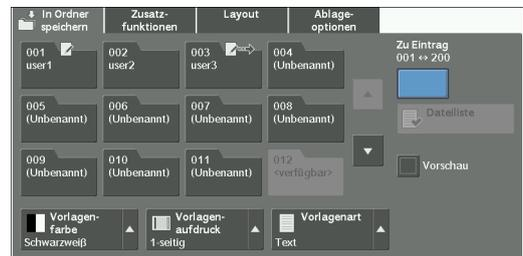 In Ordner speichern
Zusatz-
funktionen
Layout
Ablage-
optionen
001
user1
002
user2
003
user3
004
(Unbenannt)
Zu Eintrag
001 ↔ 200
005
(Unbenannt)
006
(Unbenannt)
007
(Unbenannt)
008
(Unbenannt)
Dateiliste
009
(Unbenannt)
010
(Unbenannt)
011
(Unbenannt)
012
<verfügbar>
Vorschau
Vorlagen-
farbe
Schwarzweiß
Vorlagen-
aufdruck
1-seitig
Vorlagenart
Text